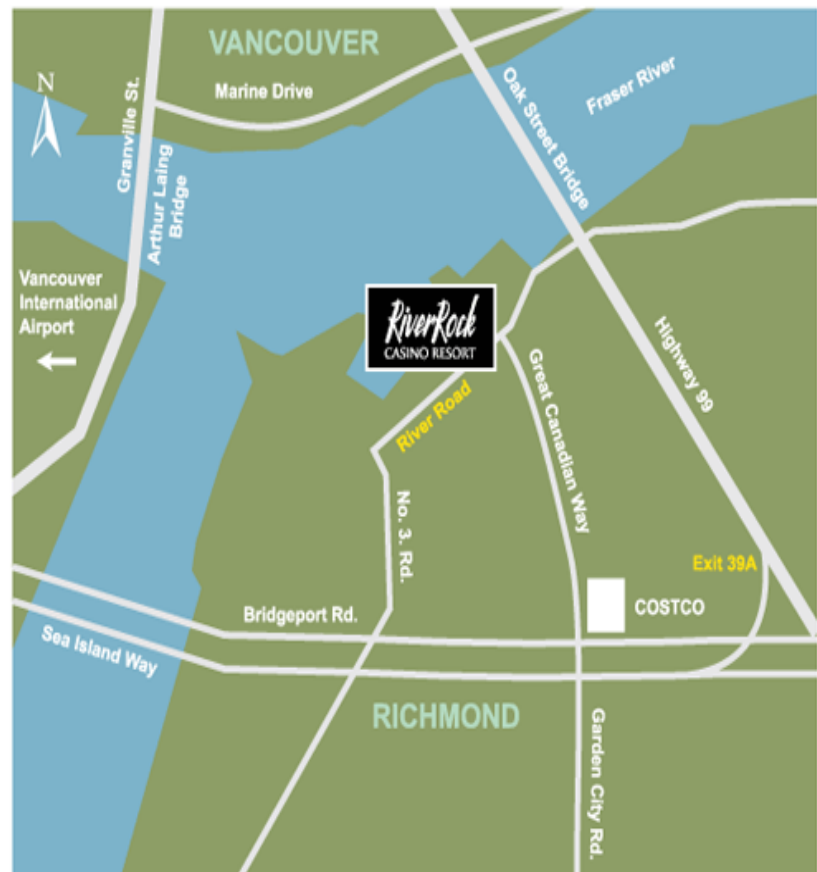 VANCOUVER
N
Marine Drive
Granville St.
Oak Street Bridge
Fraser River
Arthur Laing
Bridge
Vancouver
International
Airport
RiverRock
CASINO RESORT
Highway 99
River Road
Great Canadian Way
No. 3. Rd.
Exit 39A
COSTCO
Bridgeport Rd.
Sea Island Way
RICHMOND
Garden City Rd.